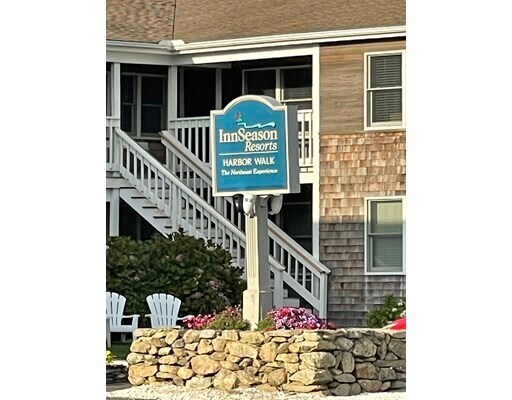 InnSeason
Resorts
HARBOR WALK
The Northeast Experience